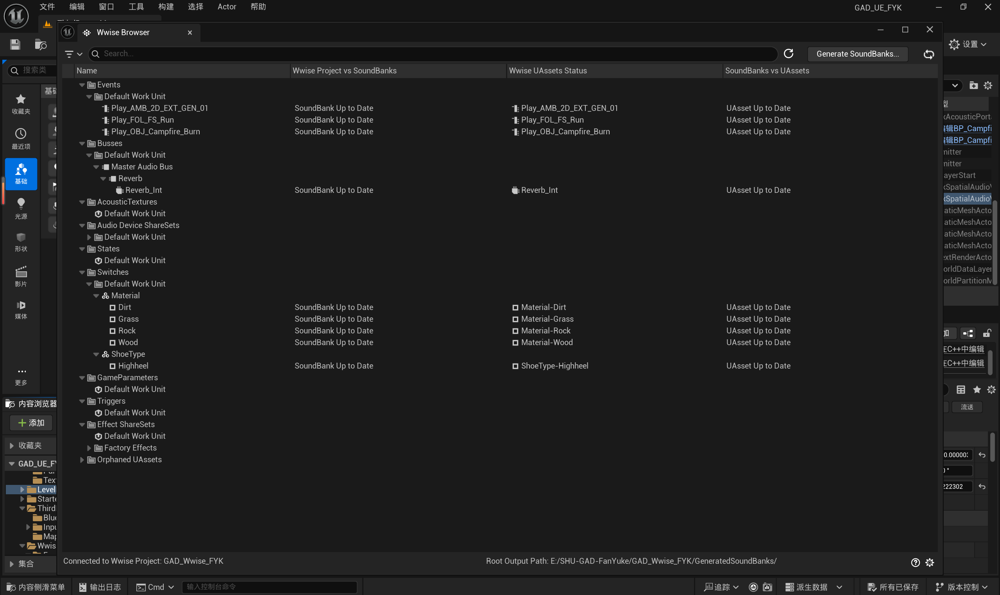 文件 编辑 窗口 工具 构建 选择 Actor 帮助
GAD_UE_FYK
Wwise Browser
设置
Search...
Generate SoundBanks...
搜索类
Name Wwise Project vs SoundBanks Wwise UAssets Status SoundBanks vs UAssets
Events
Default Work Unit
Play_AMB_2D_EXT_GEN_01 SoundBank Up to Date Play_AMB_2D_EXT_GEN_01 UAsset Up to Date
Play_FOL_FS_Run SoundBank Up to Date Play_FOL_FS_Run UAsset Up to Date
Play_OBJ_Campfire_Burn SoundBank Up to Date Play_OBJ_Campfire_Burn UAsset Up to Date
Busses
Default Work Unit
Master Audio Bus
Reverb
Reverb_Int SoundBank Up to Date Reverb_Int UAsset Up to Date
AcousticTextures
Default Work Unit
Audio Device ShareSets
Default Work Unit
States
Default Work Unit
Switches
Default Work Unit
Material
Dirt SoundBank Up to Date Material-Dirt UAsset Up to Date
Grass SoundBank Up to Date Material-Grass UAsset Up to Date
Rock SoundBank Up to Date Material-Rock UAsset Up to Date
Wood SoundBank Up to Date Material-Wood UAsset Up to Date
ShoeType
Highheel SoundBank Up to Date ShoeType-Highheel UAsset Up to Date
GameParameters
Default Work Unit
Triggers
Default Work Unit
Effect ShareSets
Default Work Unit
Factory Effects
Orphaned UAssets
Connected to Wwise Project: GAD_Wwise_FYK Root Output Path: E:/SHU-GAD-FanYuke/GAD_Wwise_FYK/GeneratedSoundBanks/
收藏夹
最近项
基础
光源
形状
影片
媒体
更多
内容浏览器
添加
收藏夹
GAD_UE_F
Tex
Level
Starte
Third
Blue
Inpu
Map
Wwis
集合
型
AcousticPort
编辑BP_Campfi
编辑BP_Campfi
mitter
mitter
ayerStart
SpatialAudio
SpatialAudio
aticMeshActo
aticMeshActo
aticMeshActo
aticMeshActo
extRenderActo
orldDataLayer
orldPartition
加
C++中编辑
C++中编辑
流送
0.000003
0°
222302
内容侧滑菜单 输出日志 Cmd 输入控制台命令 追踪 派生数据 所有已保存 版本控制